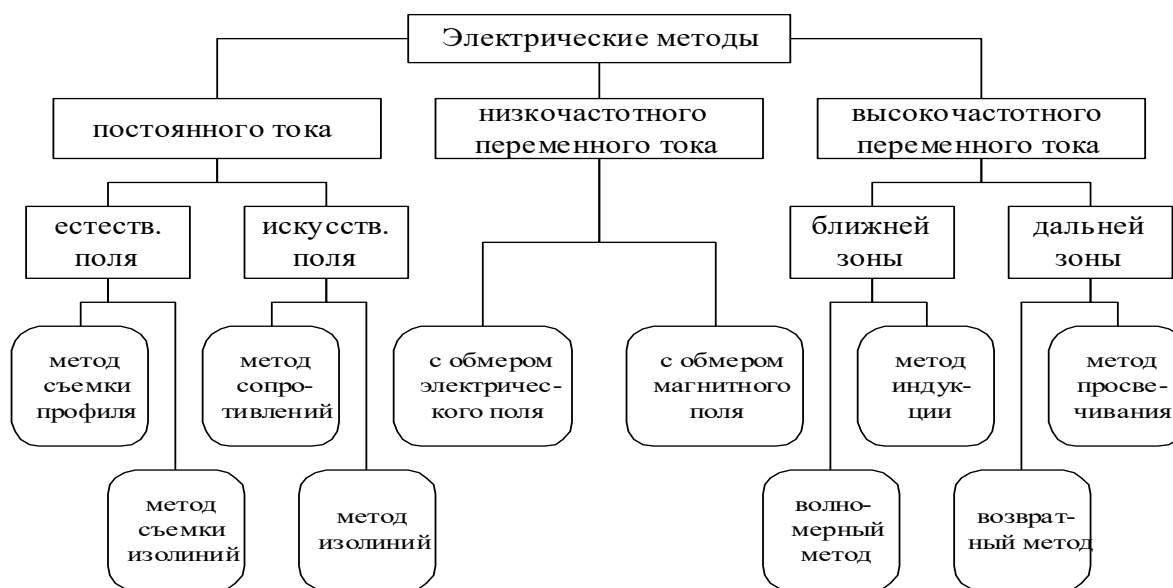 Электрические методы
постоянного тока
низкочастотного
переменного тока
высокочастотного
переменного тока
естеств.
поля
искусств.
поля
ближней
зоны
дальней
зоны
метод
съемки
профиля
метод
сопро-
тивлений
с обмером
электричес-
кого поля
с обмером
магнитного
поля
метод
индук-
ции
метод
просве-
чивания
метод
съемки
изолиний
метод
изолиний
волно-
мерный
метод
возврат-
ный метод